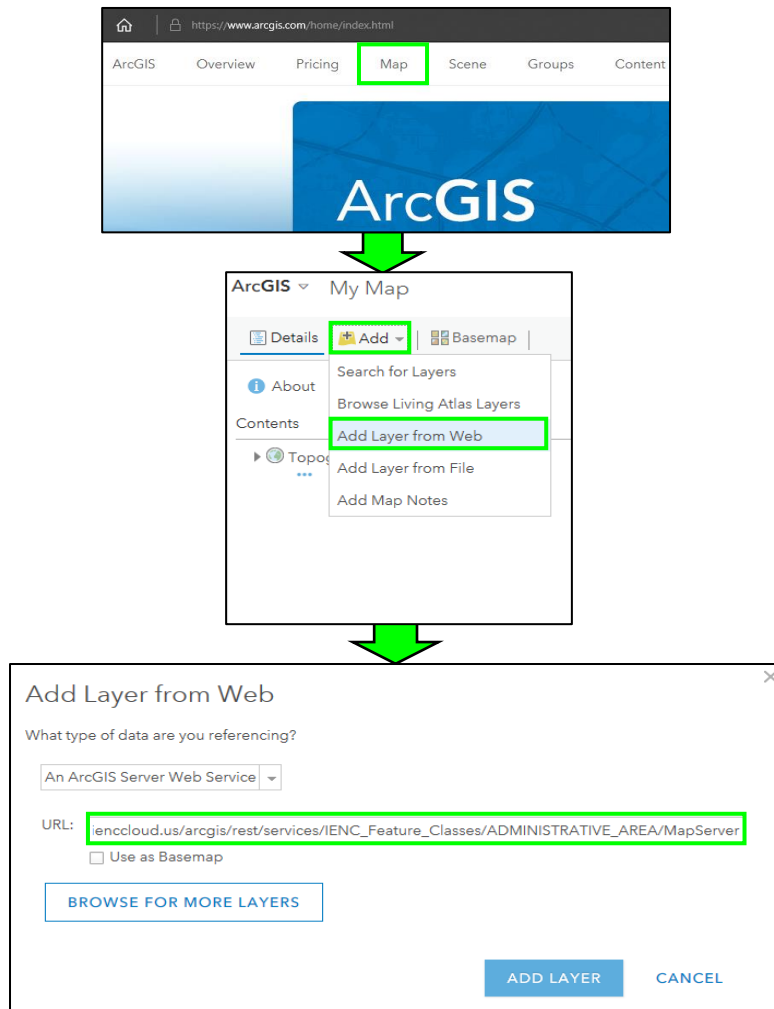 https://www.arcgis.com/home/index.html
ArcGIS Overview Pricing Map Scene Groups Content
ArcGIS
ArcGIS My Map
Details Add Basemap
About
Search for Layers
Browse Living Atlas Layers
Contents
Add Layer from Web
Topog
Add Layer from File
Add Map Notes
Add Layer from Web
What type of data are you referencing?
An ArcGIS Server Web Service
URL: ienccloud.us/arcgis/rest/services/IENC_Feature_Classes/ADMINISTRATIVE_AREA/MapServer
Use as Basemap
BROWSE FOR MORE LAYERS
ADD LAYER CANCEL